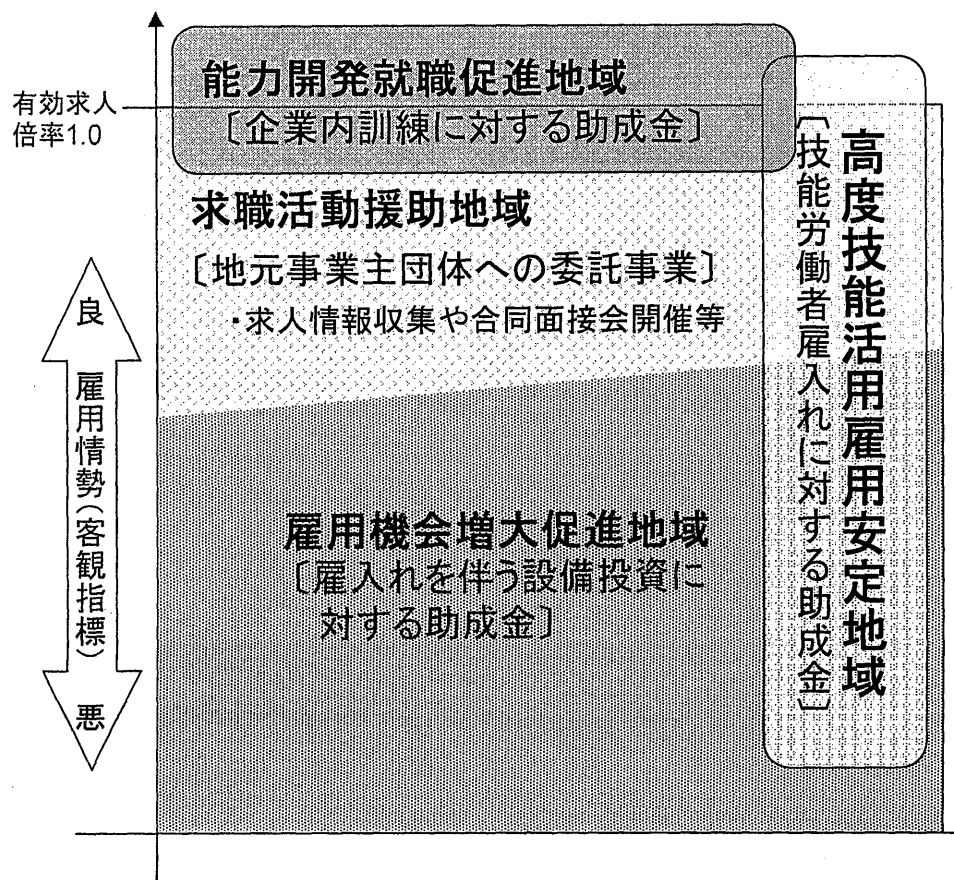 能力開発就職促進地域
〔企業内訓練に対する助成金〕
有効求人
倍率1.0
求職活動援助地域
〔地元事業主団体への委託事業〕
・求人情報収集や合同面接会開催等
高度技能活用雇用安定地域
〔技能労働者雇入れに対する助成金〕
良
雇用情勢(客観指標)
悪
雇用機会増大促進地域
〔雇入れを伴う設備投資に
対する助成金〕